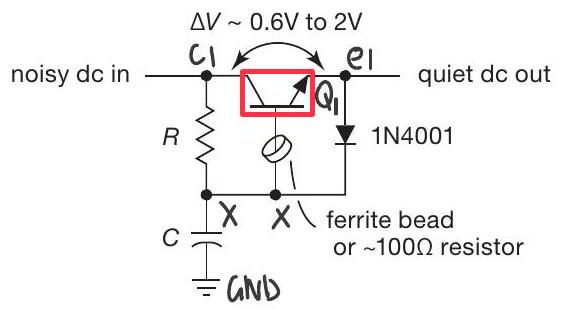 ΔV ~ 0.6V to 2V
C1
e1
noisy dc in
quiet dc out
Q1
R
1N4001
X
X
ferrite bead
or ~100Ω resistor
C
GND